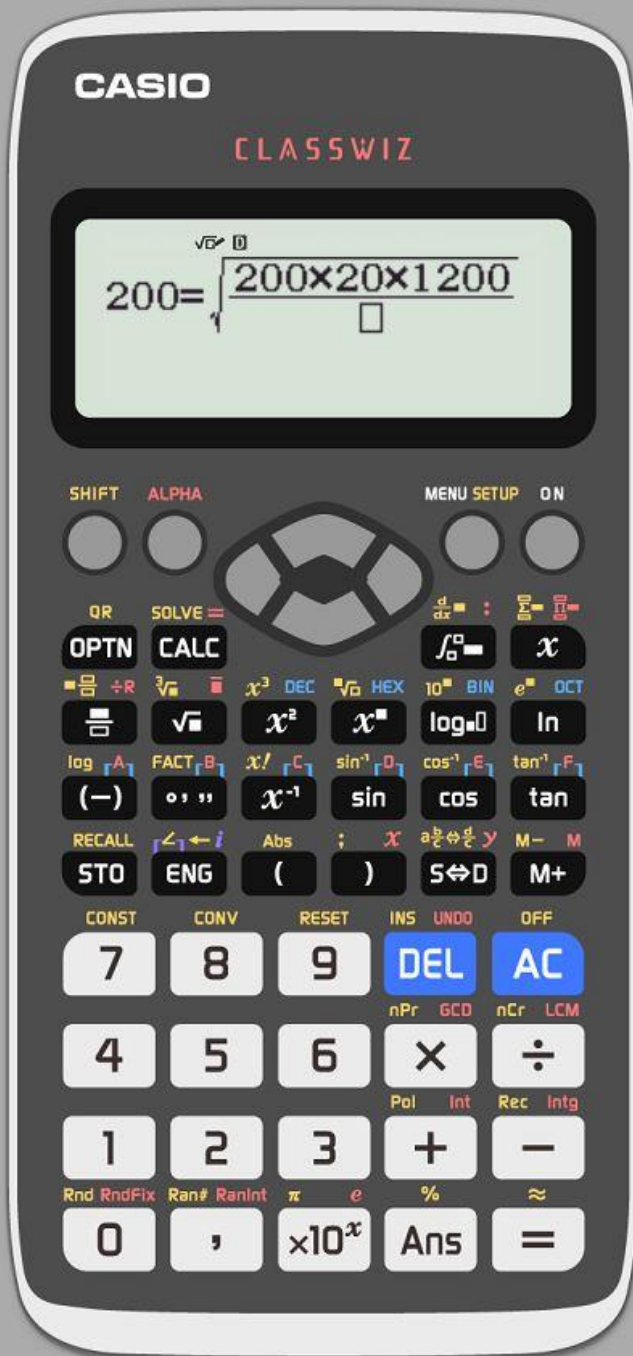 CASIO
CLASSWIZ
√□ D
200=√200×20×1200
□
SHIFT ALPHA MENU SETUP ON
QR SOLVE = d/dx■ : Σ■ Π■
OPTN CALC ∫■ x
■□/□ ÷R ³√■ x³ DEC ■√□ HEX 10■ BIN e■ OCT
√■ x² x■ log■□ ln
log A FACT B x! C sin⁻¹ D cos⁻¹ E tan⁻¹ F
(−) °’ ” x⁻¹ sin cos tan
RECALL ∠ ← i Abs ; x a b/c⇔d/c y M− M
STO ENG ( ) S⇔D M+
CONST CONV RESET INS UNDO OFF
7 8 9 DEL AC
nPr GCD nCr LCM
4 5 6 × ÷
Pol Int Rec Intg
1 2 3 + −
Rnd RndFix Ran# RanInt π e % ≈
0 , ×10ˣ Ans =